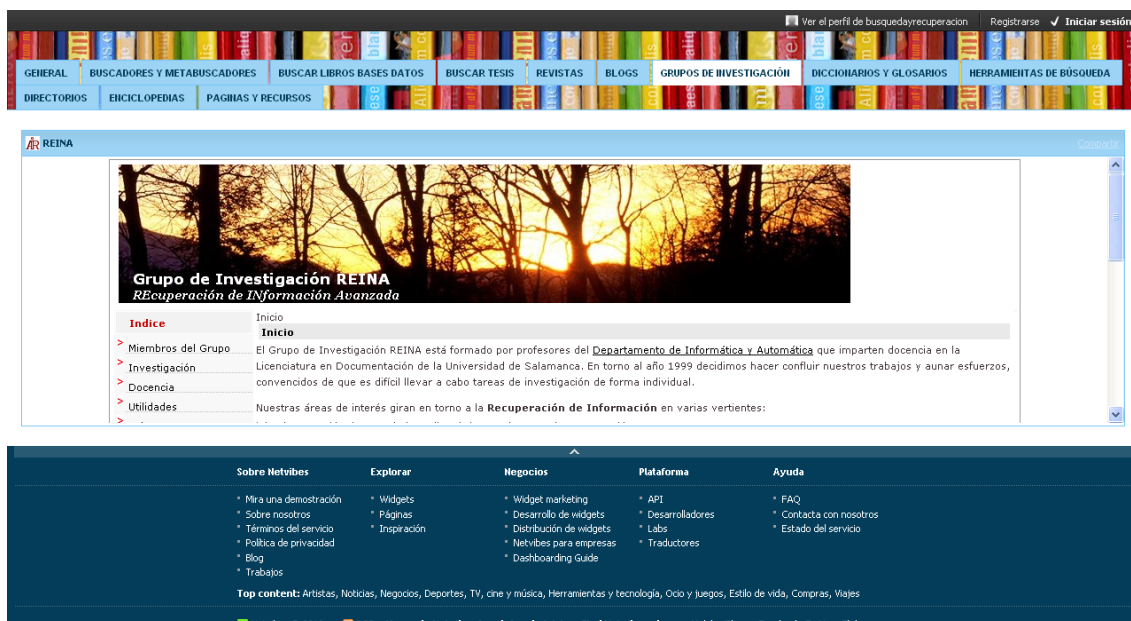 Ver el perfil de busquedayrecuperacion Registrarse ✓ Iniciar sesión
GENERAL BUSCADORES Y METABUSCADORES BUSCAR LIBROS BASES DATOS BUSCAR TESIS REVISTAS BLOGS GRUPOS DE INVESTIGACIÓN DICCIONARIOS Y GLOSARIOS HERRAMIENTAS DE BÚSQUEDA
DIRECTORIOS ENCICLOPEDIAS PAGINAS Y RECURSOS
REINA Compartir
Grupo de Investigación REINA
REcuperación de INformación Avanzada
Indice
> Miembros del Grupo
> Investigación
> Docencia
> Utilidades
Inicio
Inicio
El Grupo de Investigación REINA está formado por profesores del Departamento de Informática y Automática que imparten docencia en la
Licenciatura en Documentación de la Universidad de Salamanca. En torno al año 1999 decidimos hacer confluir nuestros trabajos y aunar esfuerzos,
convencidos de que es difícil llevar a cabo tareas de investigación de forma individual.
Nuestras áreas de interés giran en torno a la Recuperación de Información en varias vertientes:
Sobre Netvibes
* Mira una demostración
* Sobre nosotros
* Términos del servicio
* Política de privacidad
* Blog
* Trabajos
Explorar
* Widgets
* Páginas
* Inspiración
Negocios
* Widget marketing
* Desarrollo de widgets
* Distribución de widgets
* Netvibes para empresas
* Dashboarding Guide
Plataforma
* API
* Desarrolladores
* Labs
* Traductores
Ayuda
* FAQ
* Contacta con nosotros
* Estado del servicio
Top content: Artistas, Noticias, Negocios, Deportes, TV, cine y música, Herramientas y tecnología, Ocio y juegos, Estilo de vida, Compras, Viajes